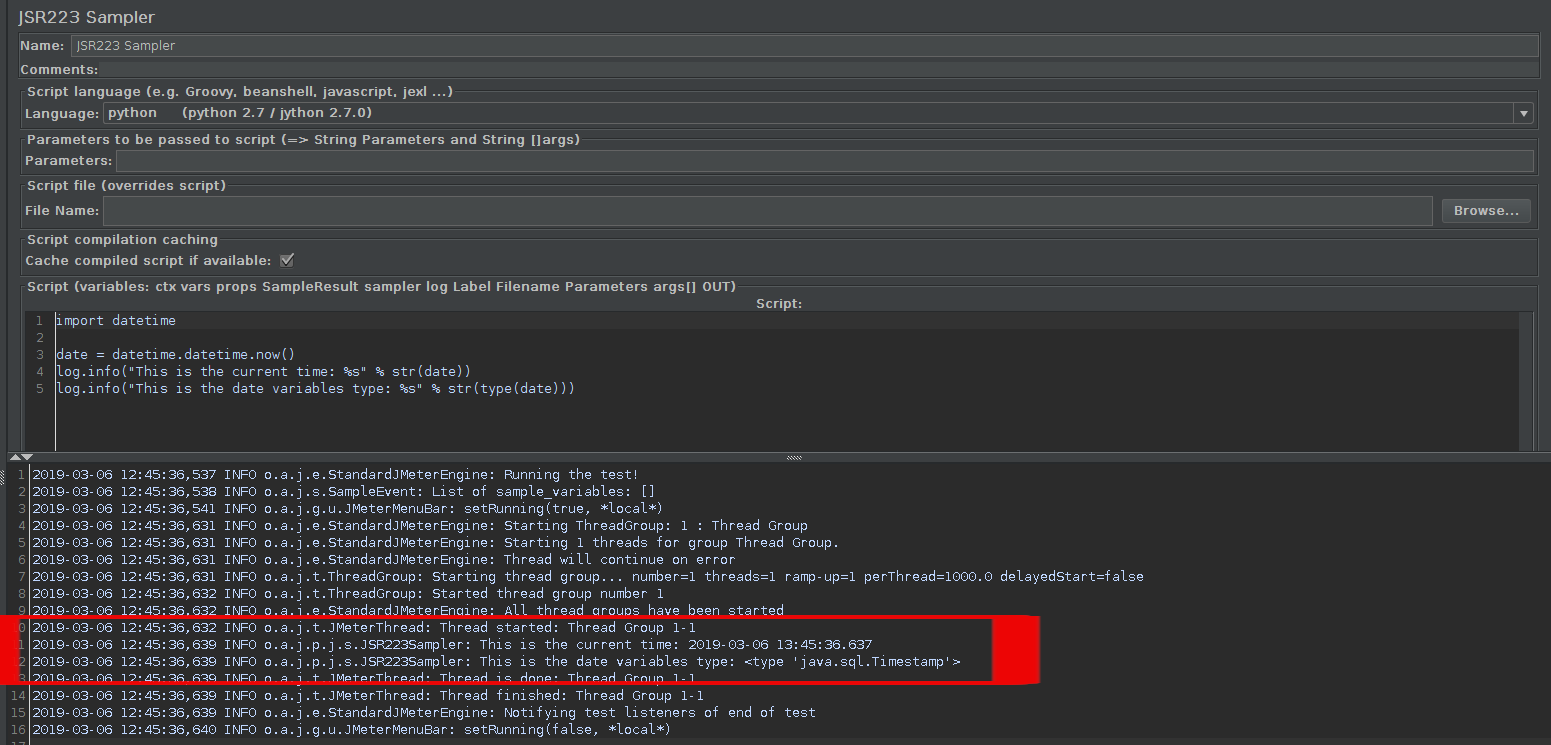 JSR223 Sampler
Name: JSR223 Sampler
Comments:
Script language (e.g. Groovy, beanshell, javascript, jexl ...)
Language: python (python 2.7 / jython 2.7.0)
Parameters to be passed to script (=> String Parameters and String []args)
Parameters:
Script file (overrides script)
File Name: Browse...
Script compilation caching
Cache compiled script if available:
Script (variables: ctx vars props SampleResult sampler log Label Filename Parameters args[] OUT)
Script:
1 import datetime
2
3 date = datetime.datetime.now()
4 log.info("This is the current time: %s" % str(date))
5 log.info("This is the date variables type: %s" % str(type(date)))
1 2019-03-06 12:45:36,537 INFO o.a.j.e.StandardJMeterEngine: Running the test!
2 2019-03-06 12:45:36,538 INFO o.a.j.s.SampleEvent: List of sample_variables: []
3 2019-03-06 12:45:36,541 INFO o.a.j.g.u.JMeterMenuBar: setRunning(true, *local*)
4 2019-03-06 12:45:36,631 INFO o.a.j.e.StandardJMeterEngine: Starting ThreadGroup: 1 : Thread Group
5 2019-03-06 12:45:36,631 INFO o.a.j.e.StandardJMeterEngine: Starting 1 threads for group Thread Group.
6 2019-03-06 12:45:36,631 INFO o.a.j.e.StandardJMeterEngine: Thread will continue on error
7 2019-03-06 12:45:36,631 INFO o.a.j.t.ThreadGroup: Starting thread group... number=1 threads=1 ramp-up=1 perThread=1000.0 delayedStart=false
8 2019-03-06 12:45:36,632 INFO o.a.j.t.ThreadGroup: Started thread group number 1
9 2019-03-06 12:45:36,632 INFO o.a.j.e.StandardJMeterEngine: All thread groups have been started
2019-03-06 12:45:36,632 INFO o.a.j.t.JMeterThread: Thread started: Thread Group 1-1
2019-03-06 12:45:36,639 INFO o.a.j.p.j.s.JSR223Sampler: This is the current time: 2019-03-06 13:45:36.637
2019-03-06 12:45:36,639 INFO o.a.j.p.j.s.JSR223Sampler: This is the date variables type: <type 'java.sql.Timestamp'>
2019-03-06 12:45:36,639 INFO o.a.j.t.JMeterThread: Thread is done: Thread Group 1-1
14 2019-03-06 12:45:36,639 INFO o.a.j.t.JMeterThread: Thread finished: Thread Group 1-1
15 2019-03-06 12:45:36,639 INFO o.a.j.e.StandardJMeterEngine: Notifying test listeners of end of test
16 2019-03-06 12:45:36,640 INFO o.a.j.g.u.JMeterMenuBar: setRunning(false, *local*)